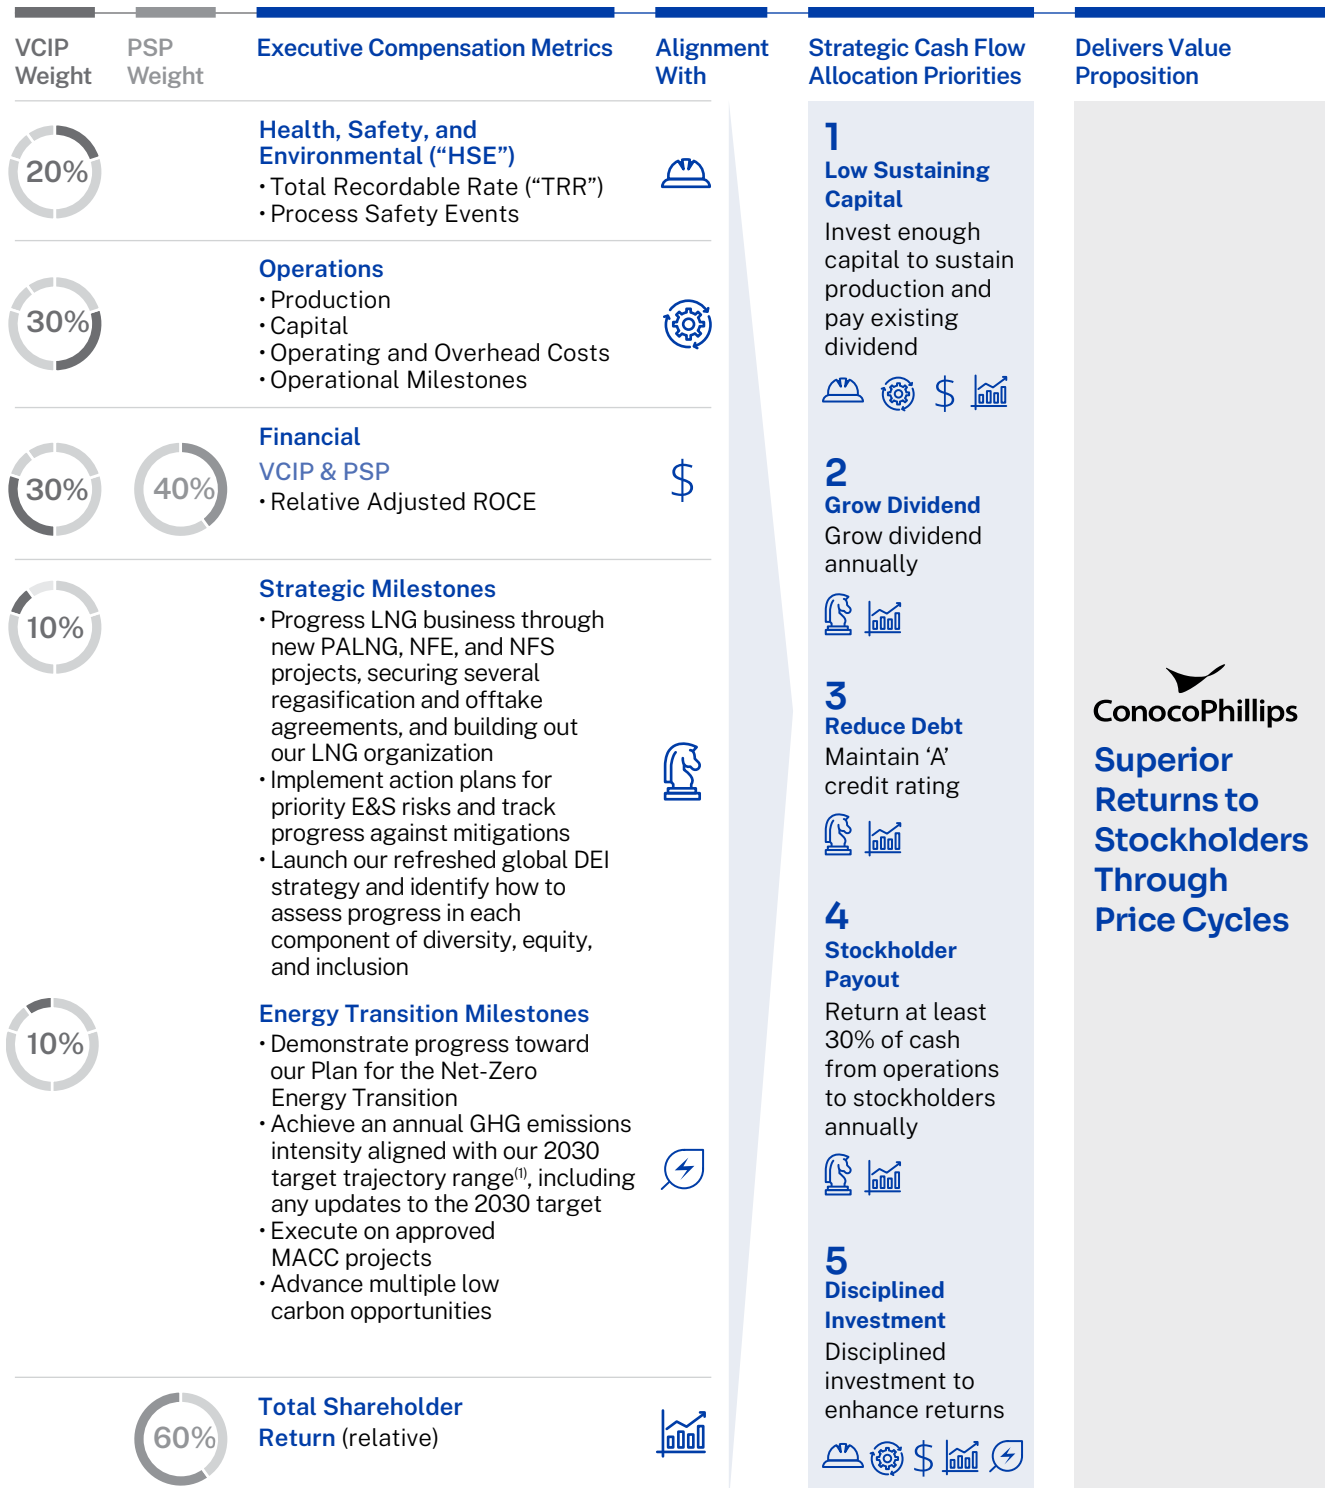 VCIP
Weight
PSP
Weight
Executive Compensation Metrics
Alignment
With
Strategic Cash Flow
Allocation Priorities
Delivers Value
Proposition
20%
Health, Safety, and
Environmental (“HSE”)
• Total Recordable Rate (“TRR”)
• Process Safety Events
30%
Operations
• Production
• Capital
• Operating and Overhead Costs
• Operational Milestones
30%
40%
Financial
VCIP & PSP
• Relative Adjusted ROCE
$
10%
Strategic Milestones
• Progress LNG business through
new PALNG, NFE, and NFS
projects, securing several
regasification and offtake
agreements, and building out
our LNG organization
• Implement action plans for
priority E&S risks and track
progress against mitigations
• Launch our refreshed global DEI
strategy and identify how to
assess progress in each
component of diversity, equity,
and inclusion
10%
Energy Transition Milestones
• Demonstrate progress toward
our Plan for the Net-Zero
Energy Transition
• Achieve an annual GHG emissions
intensity aligned with our 2030
target trajectory range(1), including
any updates to the 2030 target
• Execute on approved
MACC projects
• Advance multiple low
carbon opportunities
60%
Total Shareholder
Return (relative)
1
Low Sustaining
Capital
Invest enough
capital to sustain
production and
pay existing
dividend
$
2
Grow Dividend
Grow dividend
annually
3
Reduce Debt
Maintain ‘A’
credit rating
4
Stockholder
Payout
Return at least
30% of cash
from operations
to stockholders
annually
5
Disciplined
Investment
Disciplined
investment to
enhance returns
$
ConocoPhillips
Superior
Returns to
Stockholders
Through
Price Cycles